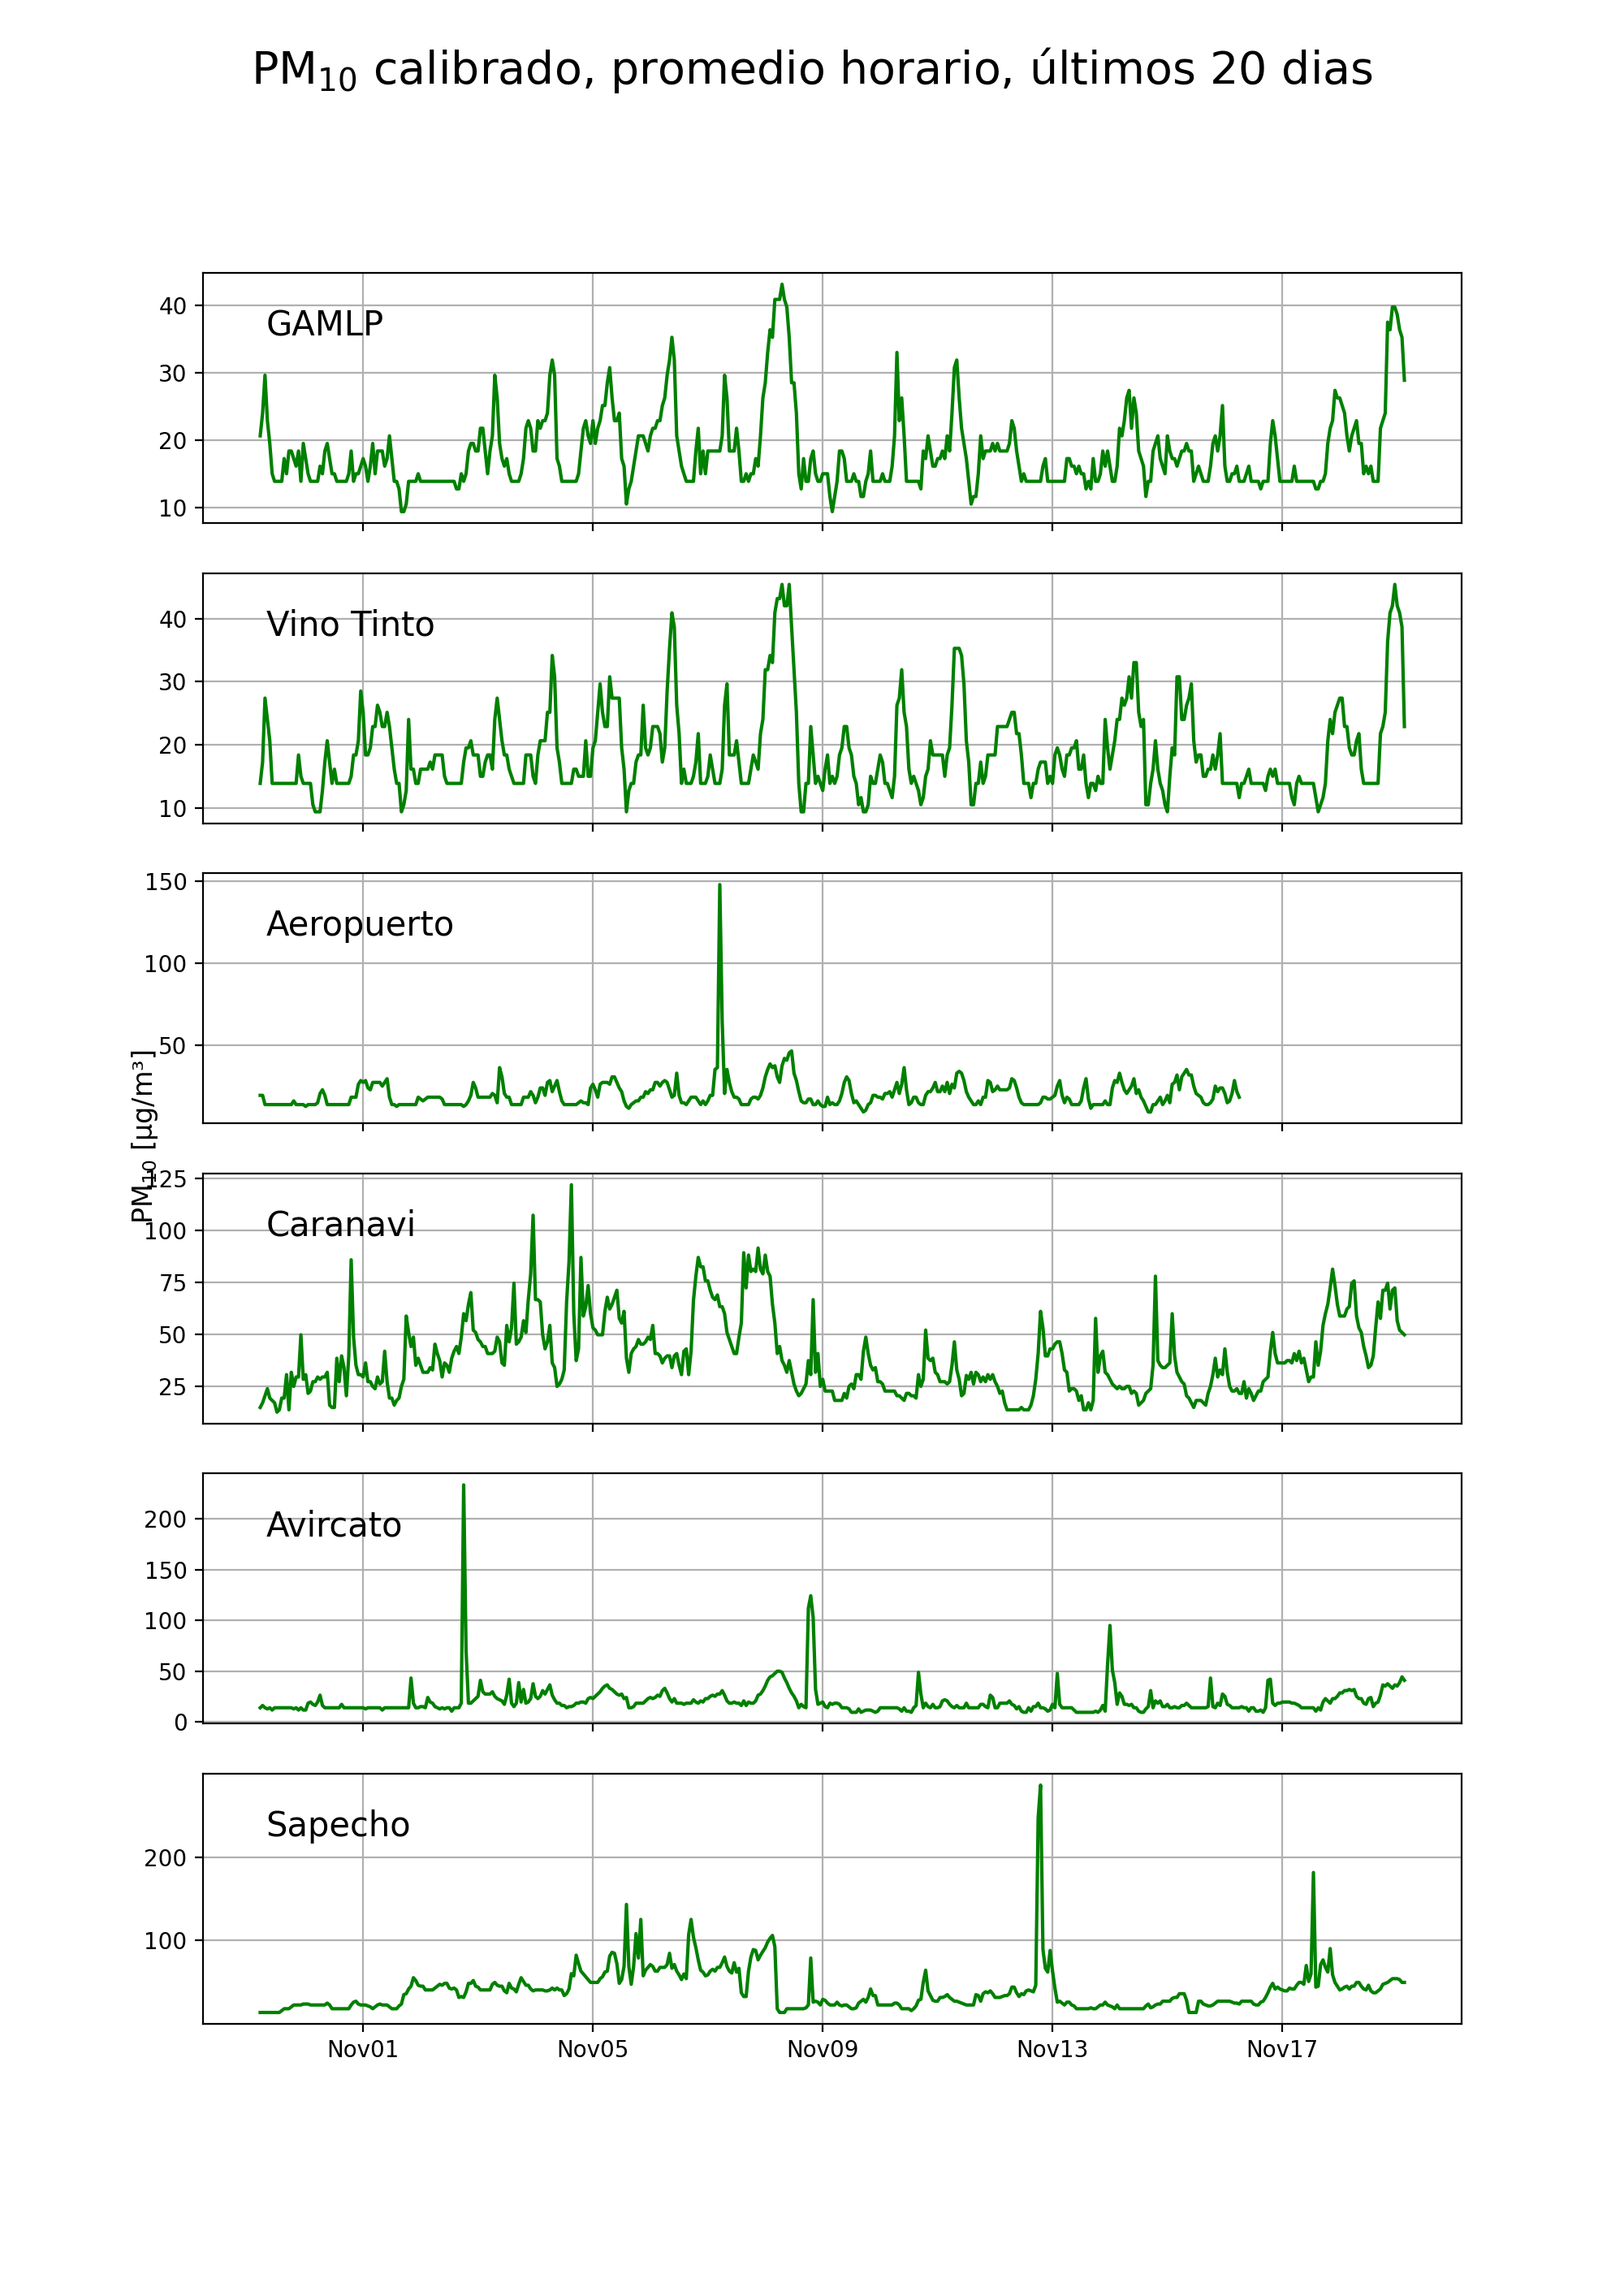 PM₁₀ calibrado, promedio horario, últimos 20 dias
GAMLP
40
30
20
10
Vino Tinto
40
30
20
10
Aeropuerto
150
100
50
PM₁₀ [µg/m³]
Caranavi
125
100
75
50
25
Avircato
200
150
100
50
0
Sapecho
200
100
Nov01 Nov05 Nov09 Nov13 Nov17